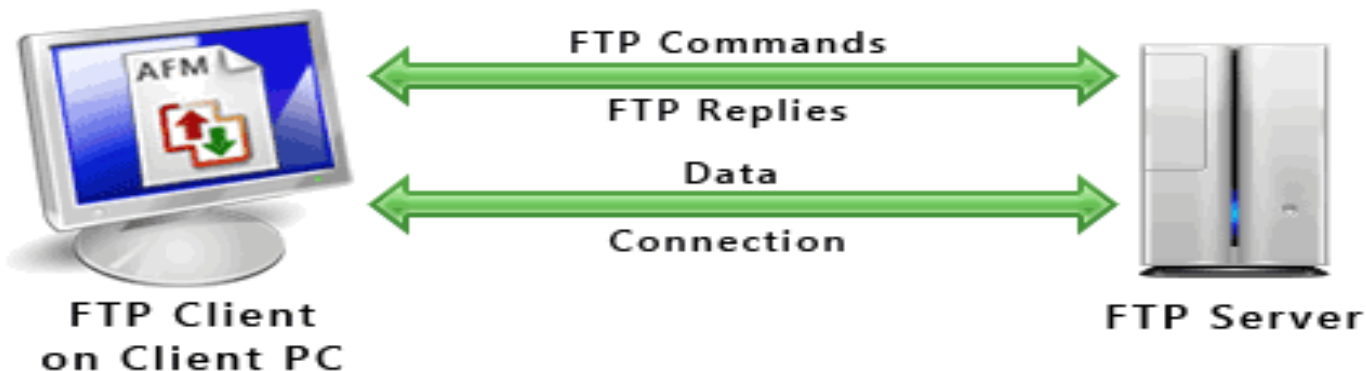 AFM
FTP Commands
FTP Replies
Data
Connection
FTP Client
on Client PC
FTP Server